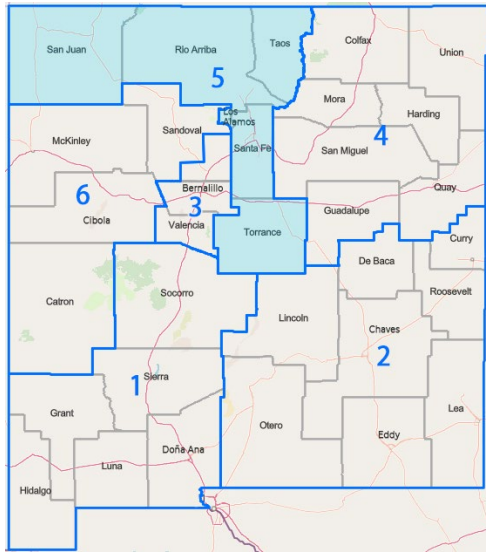 San Juan
Rio Arriba
Taos
Colfax
Union
5
Mora
Harding
Los
Alamos
Sandoval
4
McKinley
Santa Fe
San Miguel
6
Bernalillo
Quay
3
Guadalupe
Cibola
Valencia
Torrance
Curry
De Baca
Catron
Socorro
Roosevelt
Lincoln
Chaves
2
1
Sierra
Grant
Lea
Otero
Eddy
Doña Ana
Luna
Hidalgo